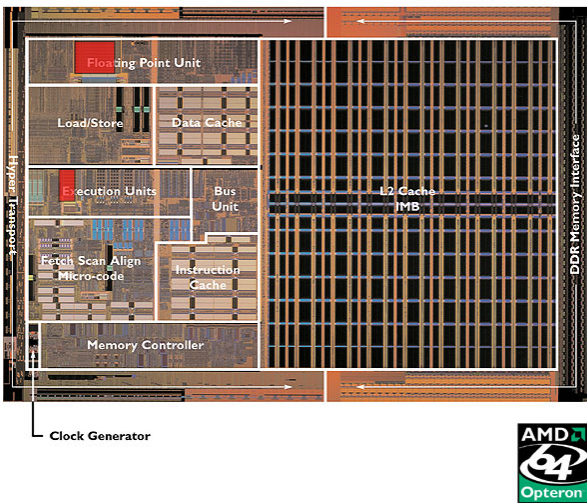 Floating Point Unit
Load/Store
Data Cache
Hyper Transport
Execution Units
Bus
Unit
L2 Cache
IMB
DDR Memory Interface
Fetch Scan Align
Micro-code
Instruction
Cache
Memory Controller
Clock Generator
AMD
64
Opteron